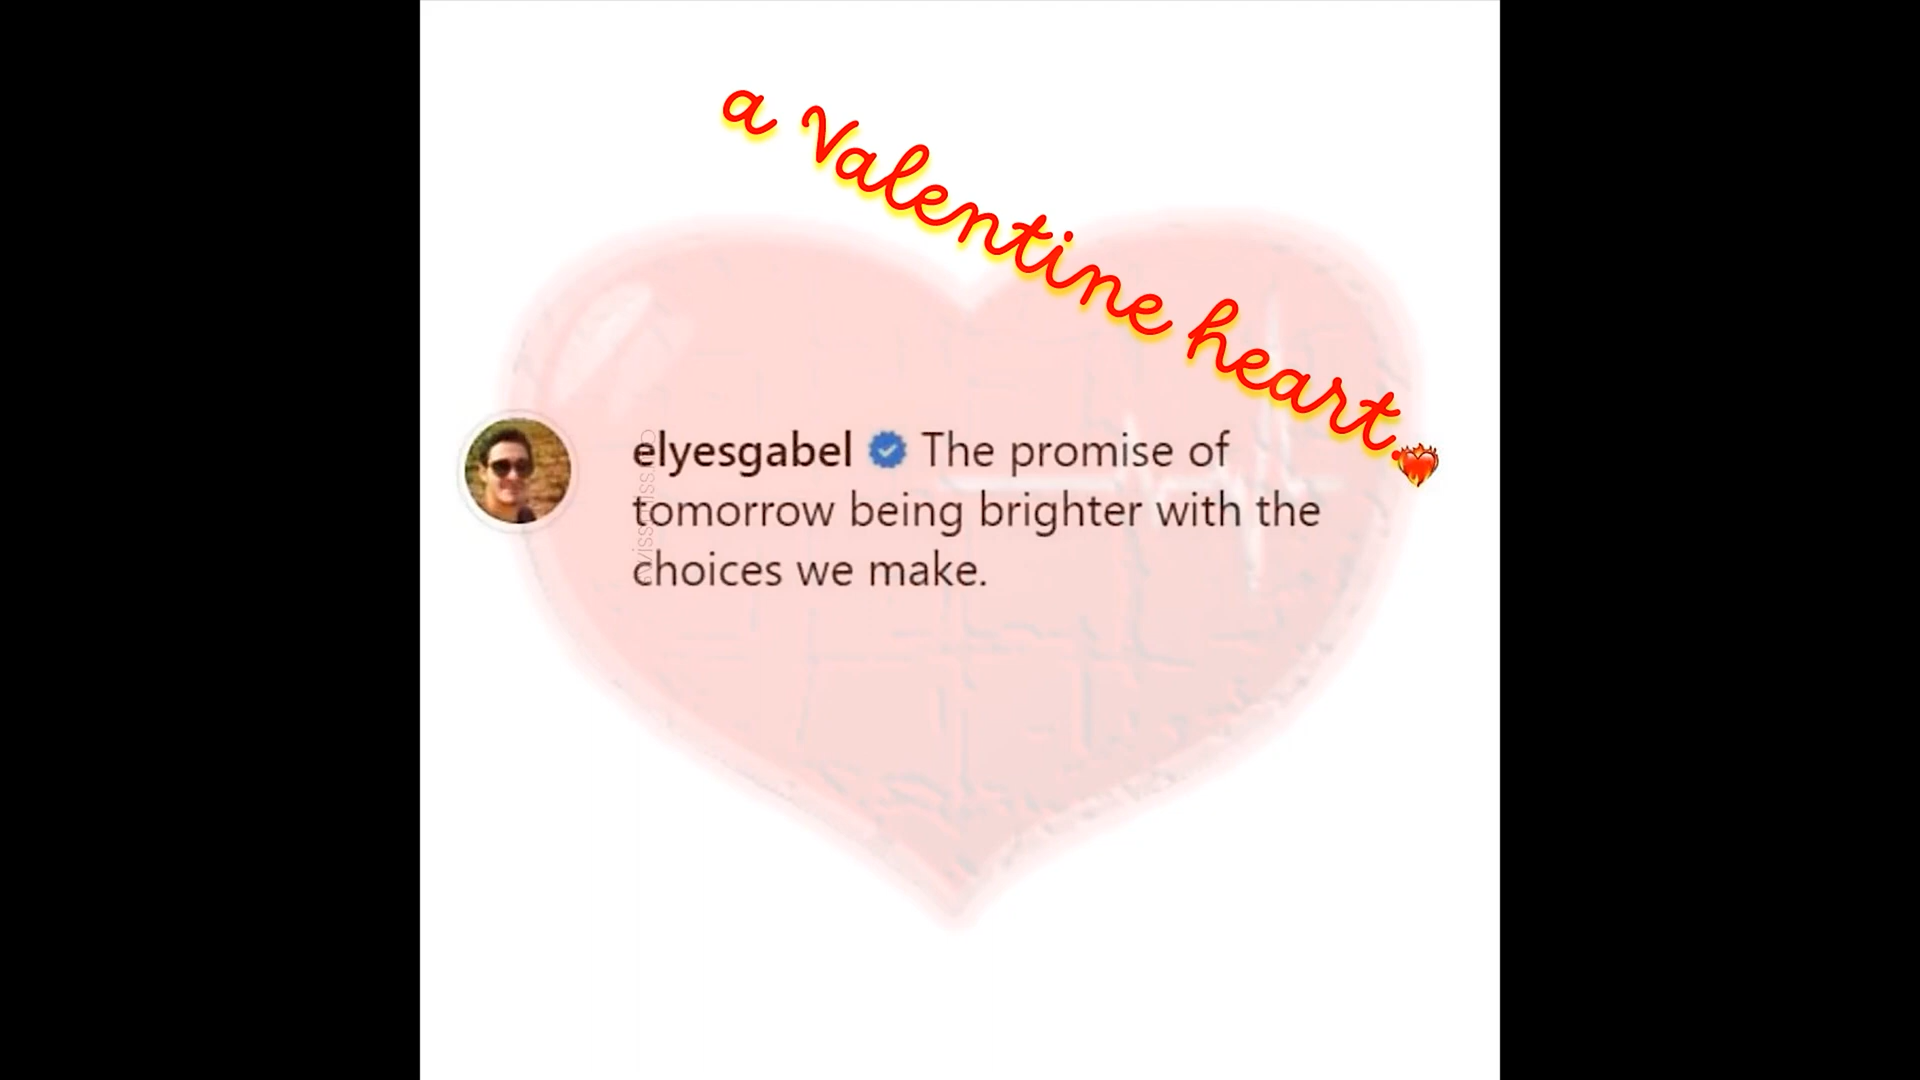 a Valentine heart.
elyesgabel The promise of
tomorrow being brighter with the
choices we make.